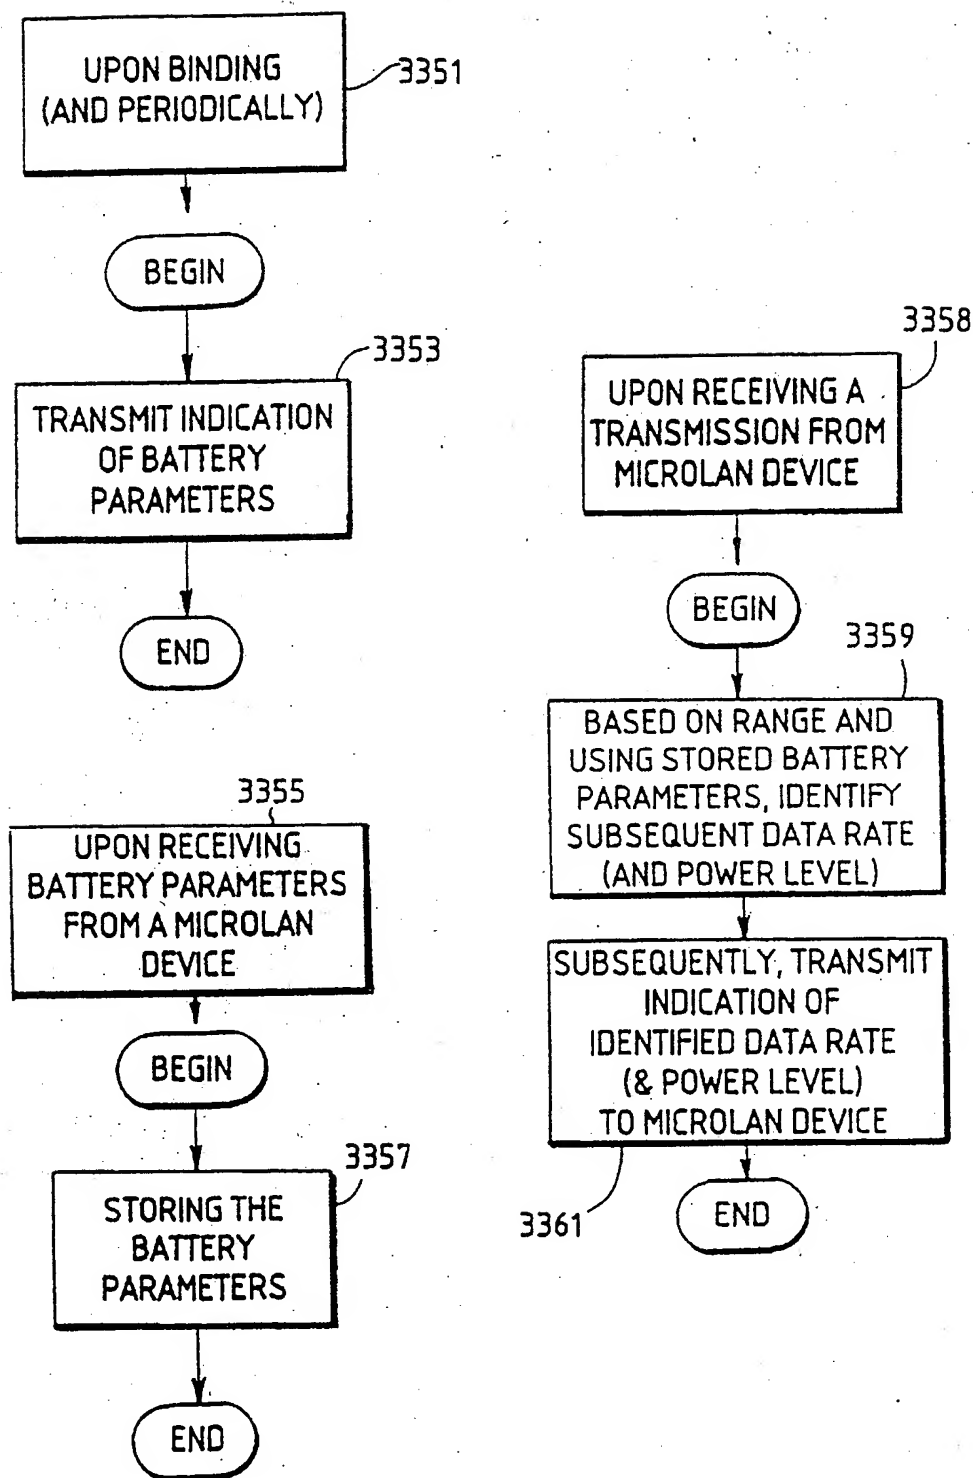 UPON BINDING
(AND PERIODICALLY)
3351
BEGIN
3353
TRANSMIT INDICATION
OF BATTERY
PARAMETERS
END
3355
UPON RECEIVING
BATTERY PARAMETERS
FROM A MICROLAN
DEVICE
BEGIN
3357
STORING THE
BATTERY
PARAMETERS
END
3358
UPON RECEIVING A
TRANSMISSION FROM
MICROLAN DEVICE
BEGIN
3359
BASED ON RANGE AND
USING STORED BATTERY
PARAMETERS, IDENTIFY
SUBSEQUENT DATA RATE
(AND POWER LEVEL)
SUBSEQUENTLY, TRANSMIT
INDICATION OF
IDENTIFIED DATA RATE
(& POWER LEVEL)
TO MICROLAN DEVICE
3361
END